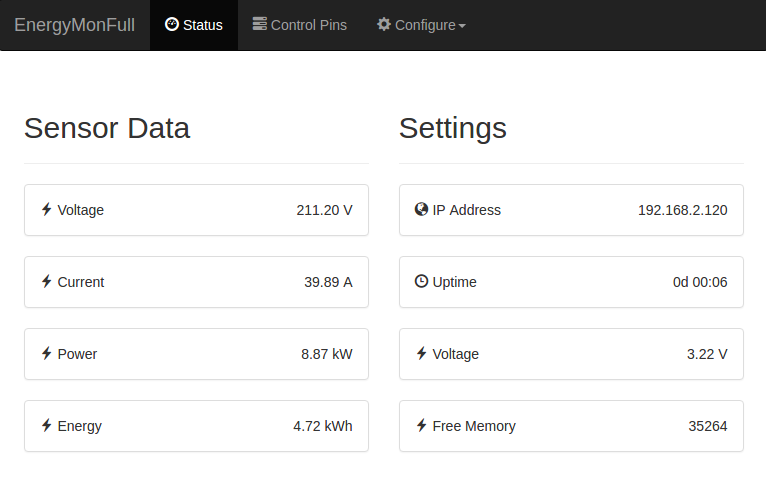 EnergyMonFull Status Control Pins Configure
Sensor Data
Voltage 211.20 V
Current 39.89 A
Power 8.87 kW
Energy 4.72 kWh
Settings
IP Address 192.168.2.120
Uptime 0d 00:06
Voltage 3.22 V
Free Memory 35264